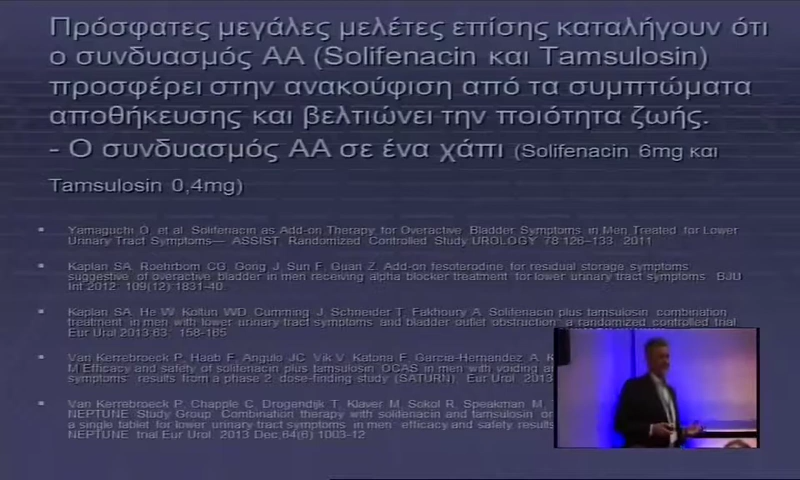 Πρόσφατες μεγάλες μελέτες επίσης καταλήγουν ότι
ο συνδυασμός ΑΑ (Solifenacin και Tamsulosin)
προσφέρει στην ανακούφιση από τα συμπτώματα
αποθήκευσης και βελτιώνει την ποιότητα ζωής.
- Ο συνδυασμός ΑΑ σε ένα χάπι (Solifenacin 6mg και
Tamsulosin 0,4mg)
Yamaguchi O, et al. Solifenacin as Add-on Therapy for Overactive Bladder Symptoms in Men Treated for Lower
Urinary Tract Symptoms— ASSIST, Randomized Controlled Study UROLOGY 78:126–133, 2011
Kaplan SA, Roehrborn CG, Gong J, Sun F, Guan Z. Add-on fesoterodine for residual storage symptoms
suggestive of overactive bladder in men receiving alpha blocker treatment for lower urinary tract symptoms. BJU
Int 2012; 109(12):1831-40.
Kaplan SA, He W, Koltun WD, Cumming J, Schneider T, Fakhoury A. Solifenacin plus tamsulosin combination
treatment in men with lower urinary tract symptoms and bladder outlet obstruction: a randomized controlled trial.
Eur Urol 2013;63: 158-165
Van Kerrebroeck P, Haab F, Angulo JC, Vik V, Katona F, Garcia-Hernandez A, K
M. Efficacy and safety of solifenacin plus tamsulosin OCAS in men with voiding a
symptoms: results from a phase 2, dose-finding study (SATURN). Eur Urol. 2013
Van Kerrebroeck P, Chapple C, Drogendijk T, Klaver M, Sokol R, Speakman M,
NEPTUNE Study Group. Combination therapy with solifenacin and tamsulosin or
a single tablet for lower urinary tract symptoms in men: efficacy and safety results
NEPTUNE trial Eur Urol. 2013 Dec;64(6):1003-12